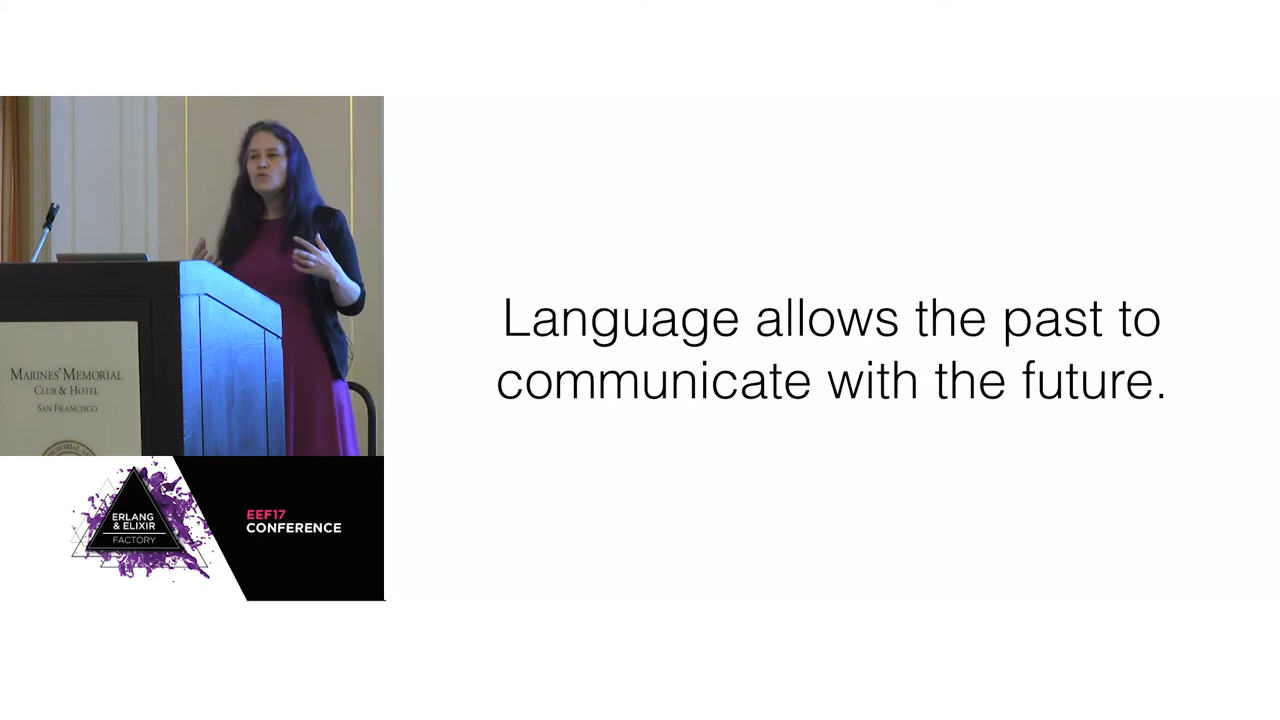 Language allows the past to
communicate with the future.
MARINES' MEMORIAL
CLUB & HOTEL
SAN FRANCISCO
ERLANG
& ELIXIR
FACTORY
EEF17
CONFERENCE